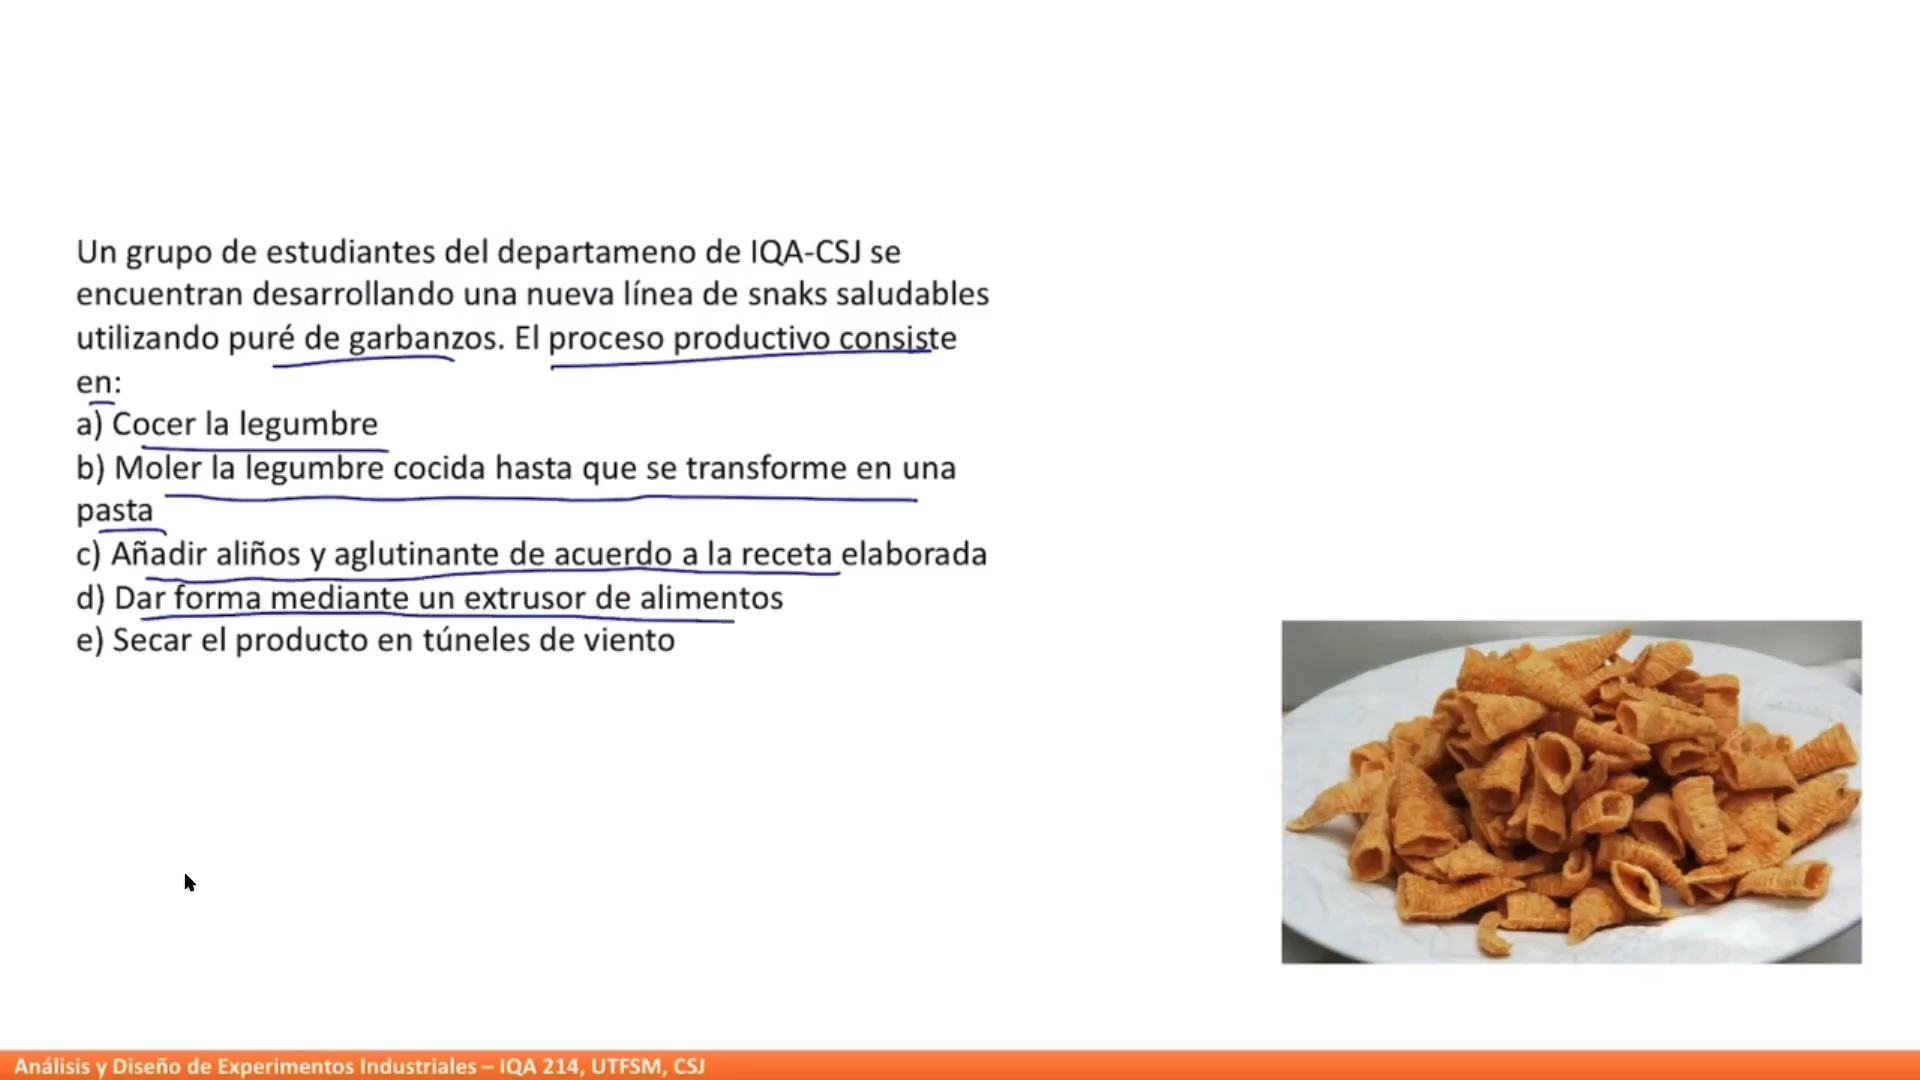 Un grupo de estudiantes del departameno de IQA-CSJ se
encuentran desarrollando una nueva línea de snaks saludables
utilizando puré de garbanzos. El proceso productivo consiste
en:
a) Cocer la legumbre
b) Moler la legumbre cocida hasta que se transforme en una
pasta
c) Añadir aliños y aglutinante de acuerdo a la receta elaborada
d) Dar forma mediante un extrusor de alimentos
e) Secar el producto en túneles de viento
Análisis y Diseño de Experimentos Industriales – IQA 214, UTFSM, CSJ